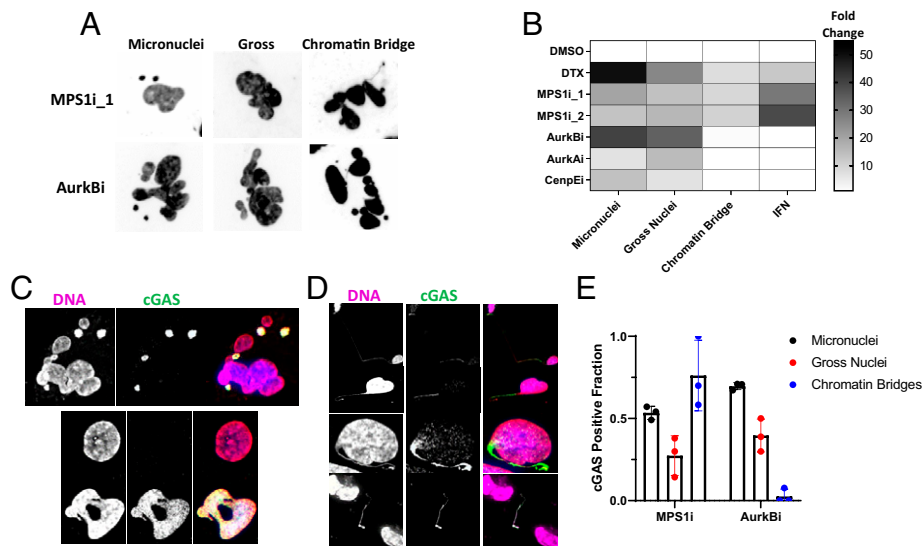 A
Micronuclei Gross Chromatin Bridge
MPS1i_1
AurkBi
B
Fold
Change
DMSO
DTX
MPS1i_1
MPS1i_2
AurkBi
AurkAi
CenpEi
50
40
30
20
10
Micronuclei
Gross Nuclei
Chromatin Bridge
IFN
C
DNA cGAS
D
DNA cGAS
E
Micronuclei
Gross Nuclei
Chromatin Bridges
cGAS Positive Fraction
1.0
0.5
0.0
MPS1i AurkBi